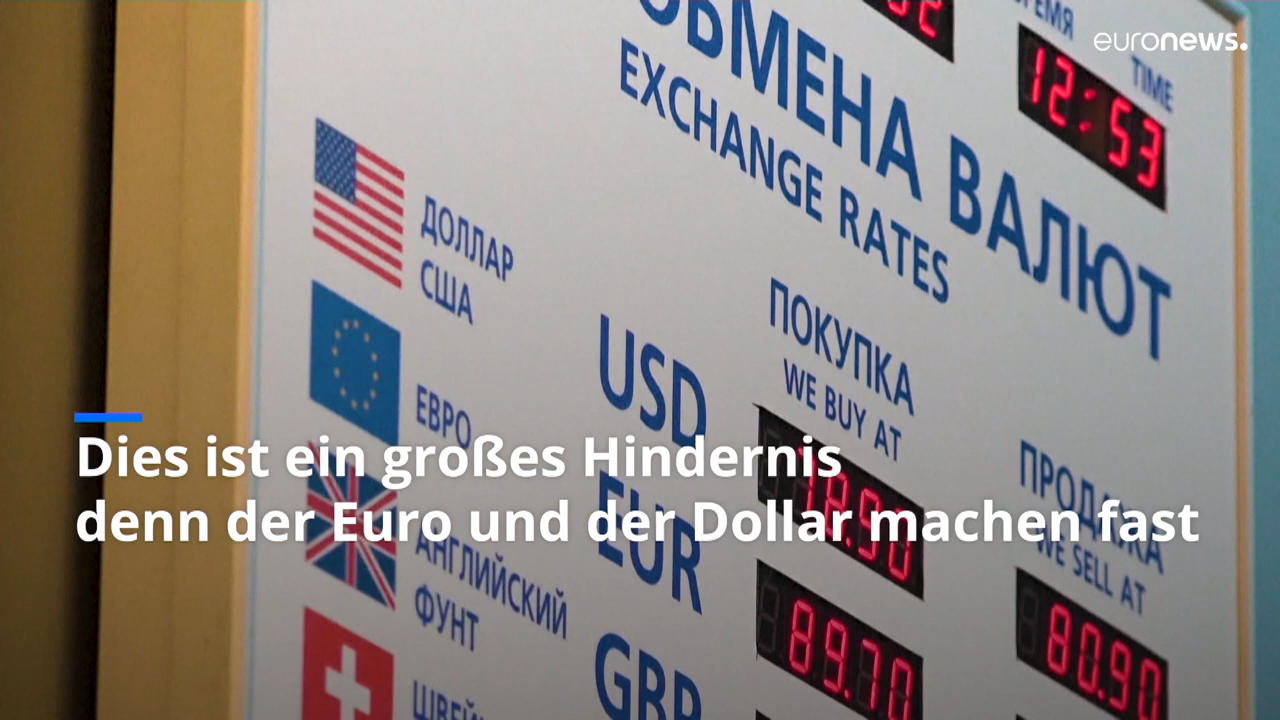 euronews.
ВРЕМЯ
TIME
12:53
ОБМЕНА ВАЛЮТ
EXCHANGE RATES
ДОЛЛАР
США
USD
ПОКУПКА
WE BUY AT
ПРОДАЖА
WE SELL AT
ЕВРО
EUR
89.70
80.90
АНГЛИЙСКИЙ
ФУНТ
GBP
Dies ist ein großes Hindernis
denn der Euro und der Dollar machen fast